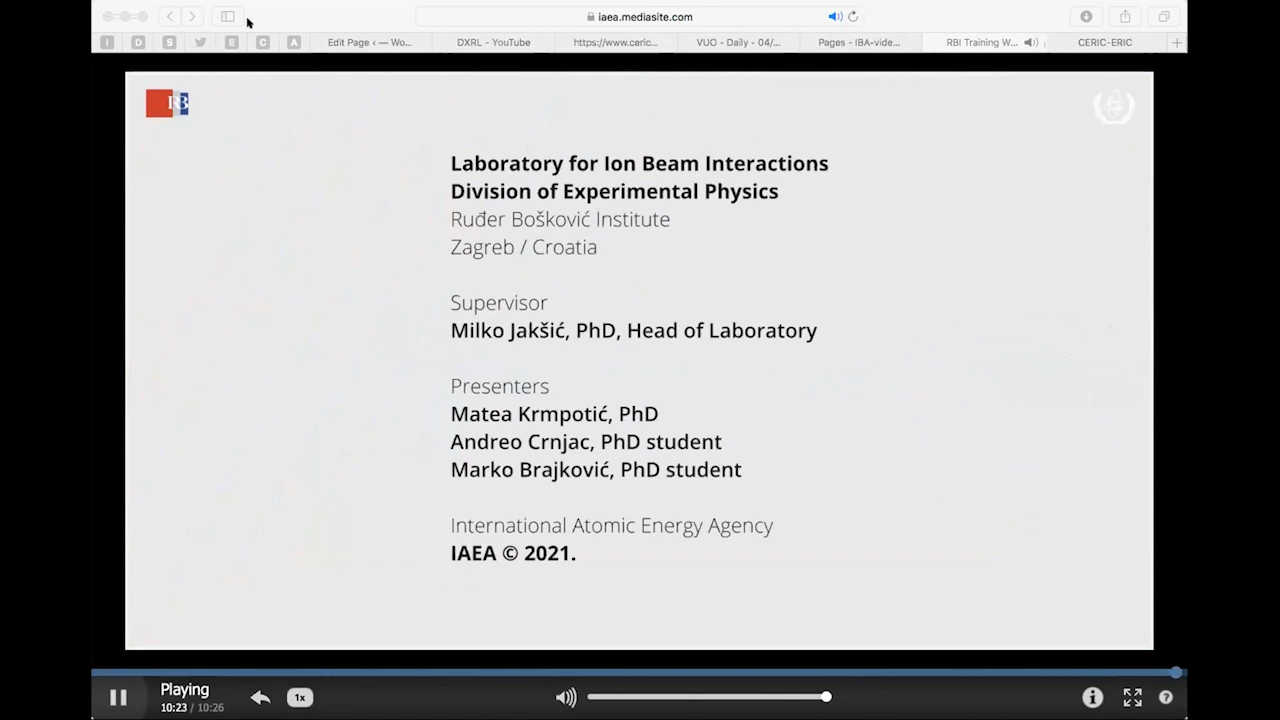 iaea.mediasite.com
I D S E C A Edit Page ‹ — Wo... DXRL - YouTube https://www.ceric... VUO - Daily - 04/... Pages - IBA-vide... RBI Training W... CERIC-ERIC
RB
Laboratory for Ion Beam Interactions
Division of Experimental Physics
Ruđer Bošković Institute
Zagreb / Croatia
Supervisor
Milko Jakšić, PhD, Head of Laboratory
Presenters
Matea Krmpotić, PhD
Andreo Crnjac, PhD student
Marko Brajković, PhD student
International Atomic Energy Agency
IAEA © 2021.
Playing
1x
10:23 / 10:26